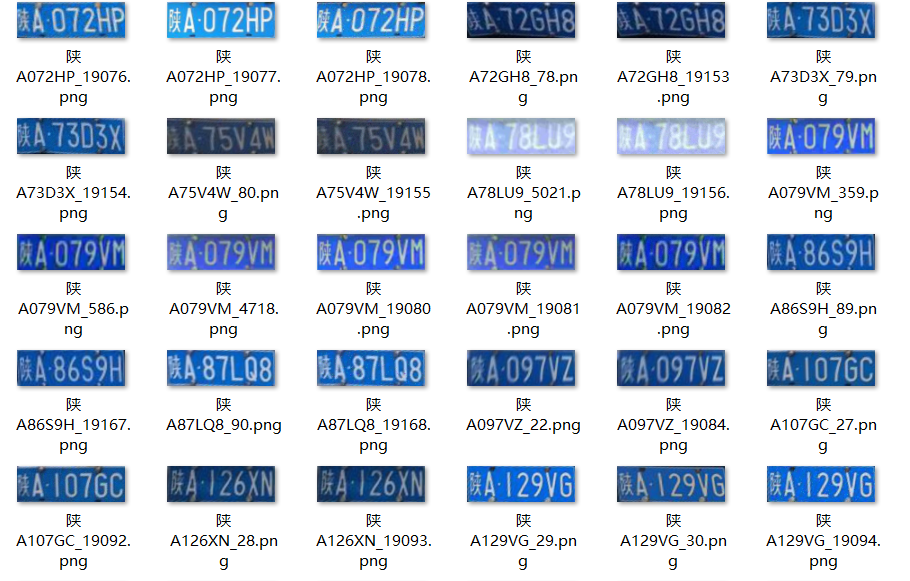 陕A·072HP 陕A·072HP 陕A·072HP 陕A·72GH8 陕A·72GH8 陕A·73D3X
陕 陕 陕 陕 陕 陕
A072HP_19076. A072HP_19077. A072HP_19078. A72GH8_78.pn A72GH8_19153 A73D3X_79.pn
png png png g .png g
陕A·73D3X 陕A·75V4W 陕A·75V4W 陕A·78LU9 陕A·78LU9 陕A·079VM
陕 陕 陕 陕 陕 陕
A73D3X_19154. A75V4W_80.pn A75V4W_19155 A78LU9_5021.p A78LU9_19156. A079VM_359.p
png g .png ng png ng
陕A·079VM 陕A·079VM 陕A·079VM 陕A·079VM 陕A·079VM 陕A·86S9H
陕 陕 陕 陕 陕 陕
A079VM_586.p A079VM_4718. A079VM_19080 A079VM_19081 A079VM_19082 A86S9H_89.pn
ng png .png .png .png g
陕A·86S9H 陕A·87LQ8 陕A·87LQ8 陕A·097VZ 陕A·097VZ 陕A·107GC
陕 陕 陕 陕 陕 陕
A86S9H_19167. A87LQ8_90.png A87LQ8_19168. A097VZ_22.png A097VZ_19084. A107GC_27.pn
png png png g
陕A·107GC 陕A·126XN 陕A·126XN 陕A·129VG 陕A·129VG 陕A·129VG
陕 陕 陕 陕 陕 陕
A107GC_19092. A126XN_28.pn A126XN_19093. A129VG_29.pn A129VG_30.pn A129VG_19094.
png g png g g png